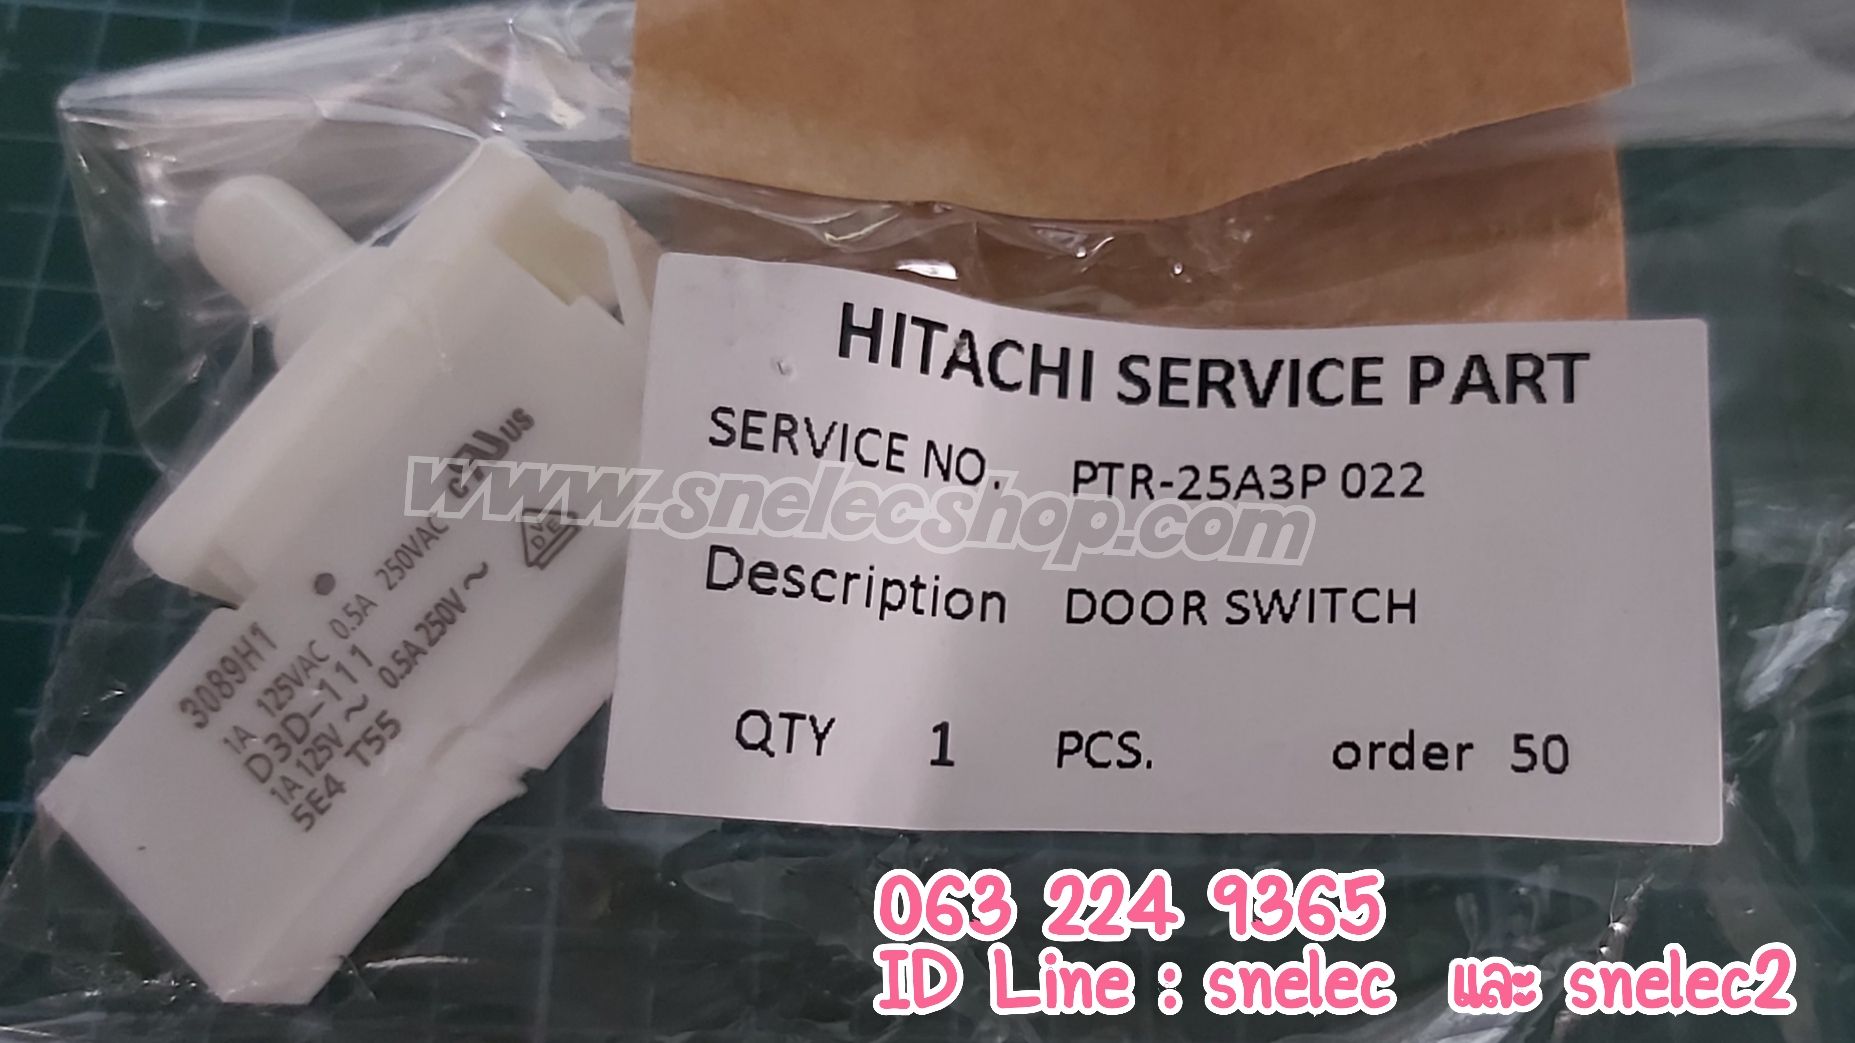 HITACHI SERVICE PART
SERVICE NO. PTR-25A3P 022
Description DOOR SWITCH
QTY 1 PCS. order 50
www.snelecshop.com
c us
VDE
3089H1
1A 125VAC 0.5A 250VAC
D3D-111
1A 125V~ 0.5A 250V~
5E4 T55
063 224 9365
ID Line : snelec และ snelec2